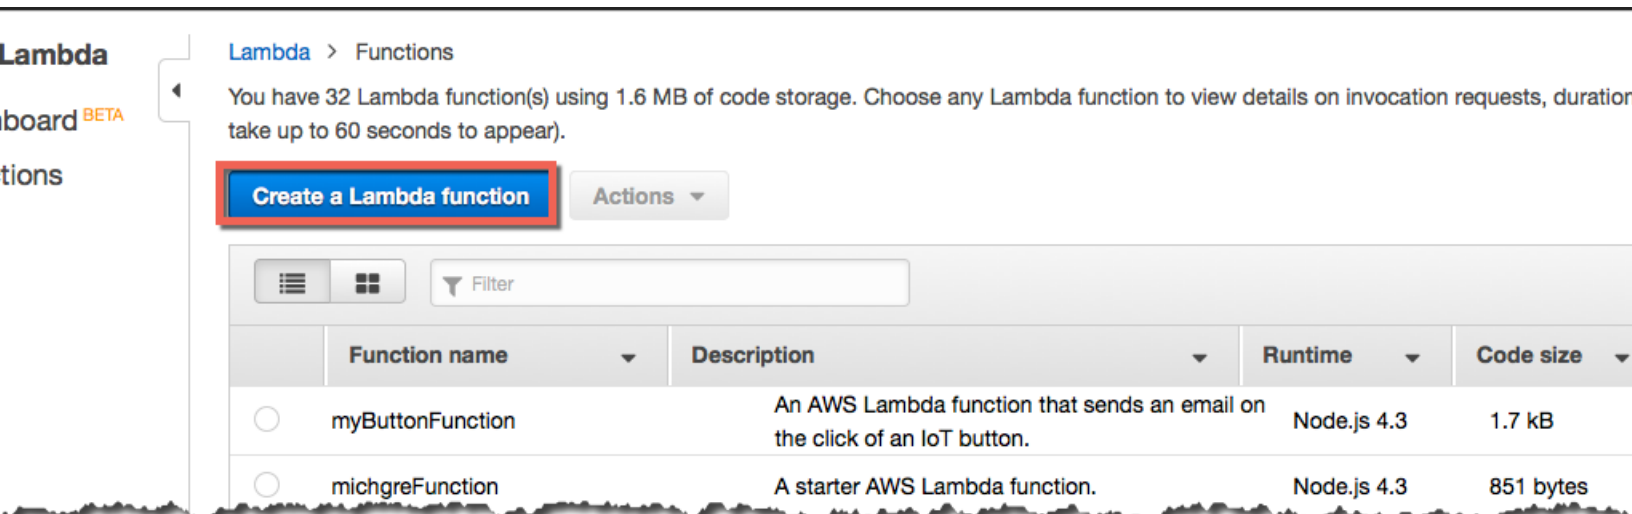 Lambda
board BETA
tions
Lambda > Functions
You have 32 Lambda function(s) using 1.6 MB of code storage. Choose any Lambda function to view details on invocation requests, duration
take up to 60 seconds to appear).
Create a Lambda function
Actions
Filter
Function name Description Runtime Code size
myButtonFunction An AWS Lambda function that sends an email on the click of an IoT button. Node.js 4.3 1.7 kB
michgreFunction A starter AWS Lambda function. Node.js 4.3 851 bytes